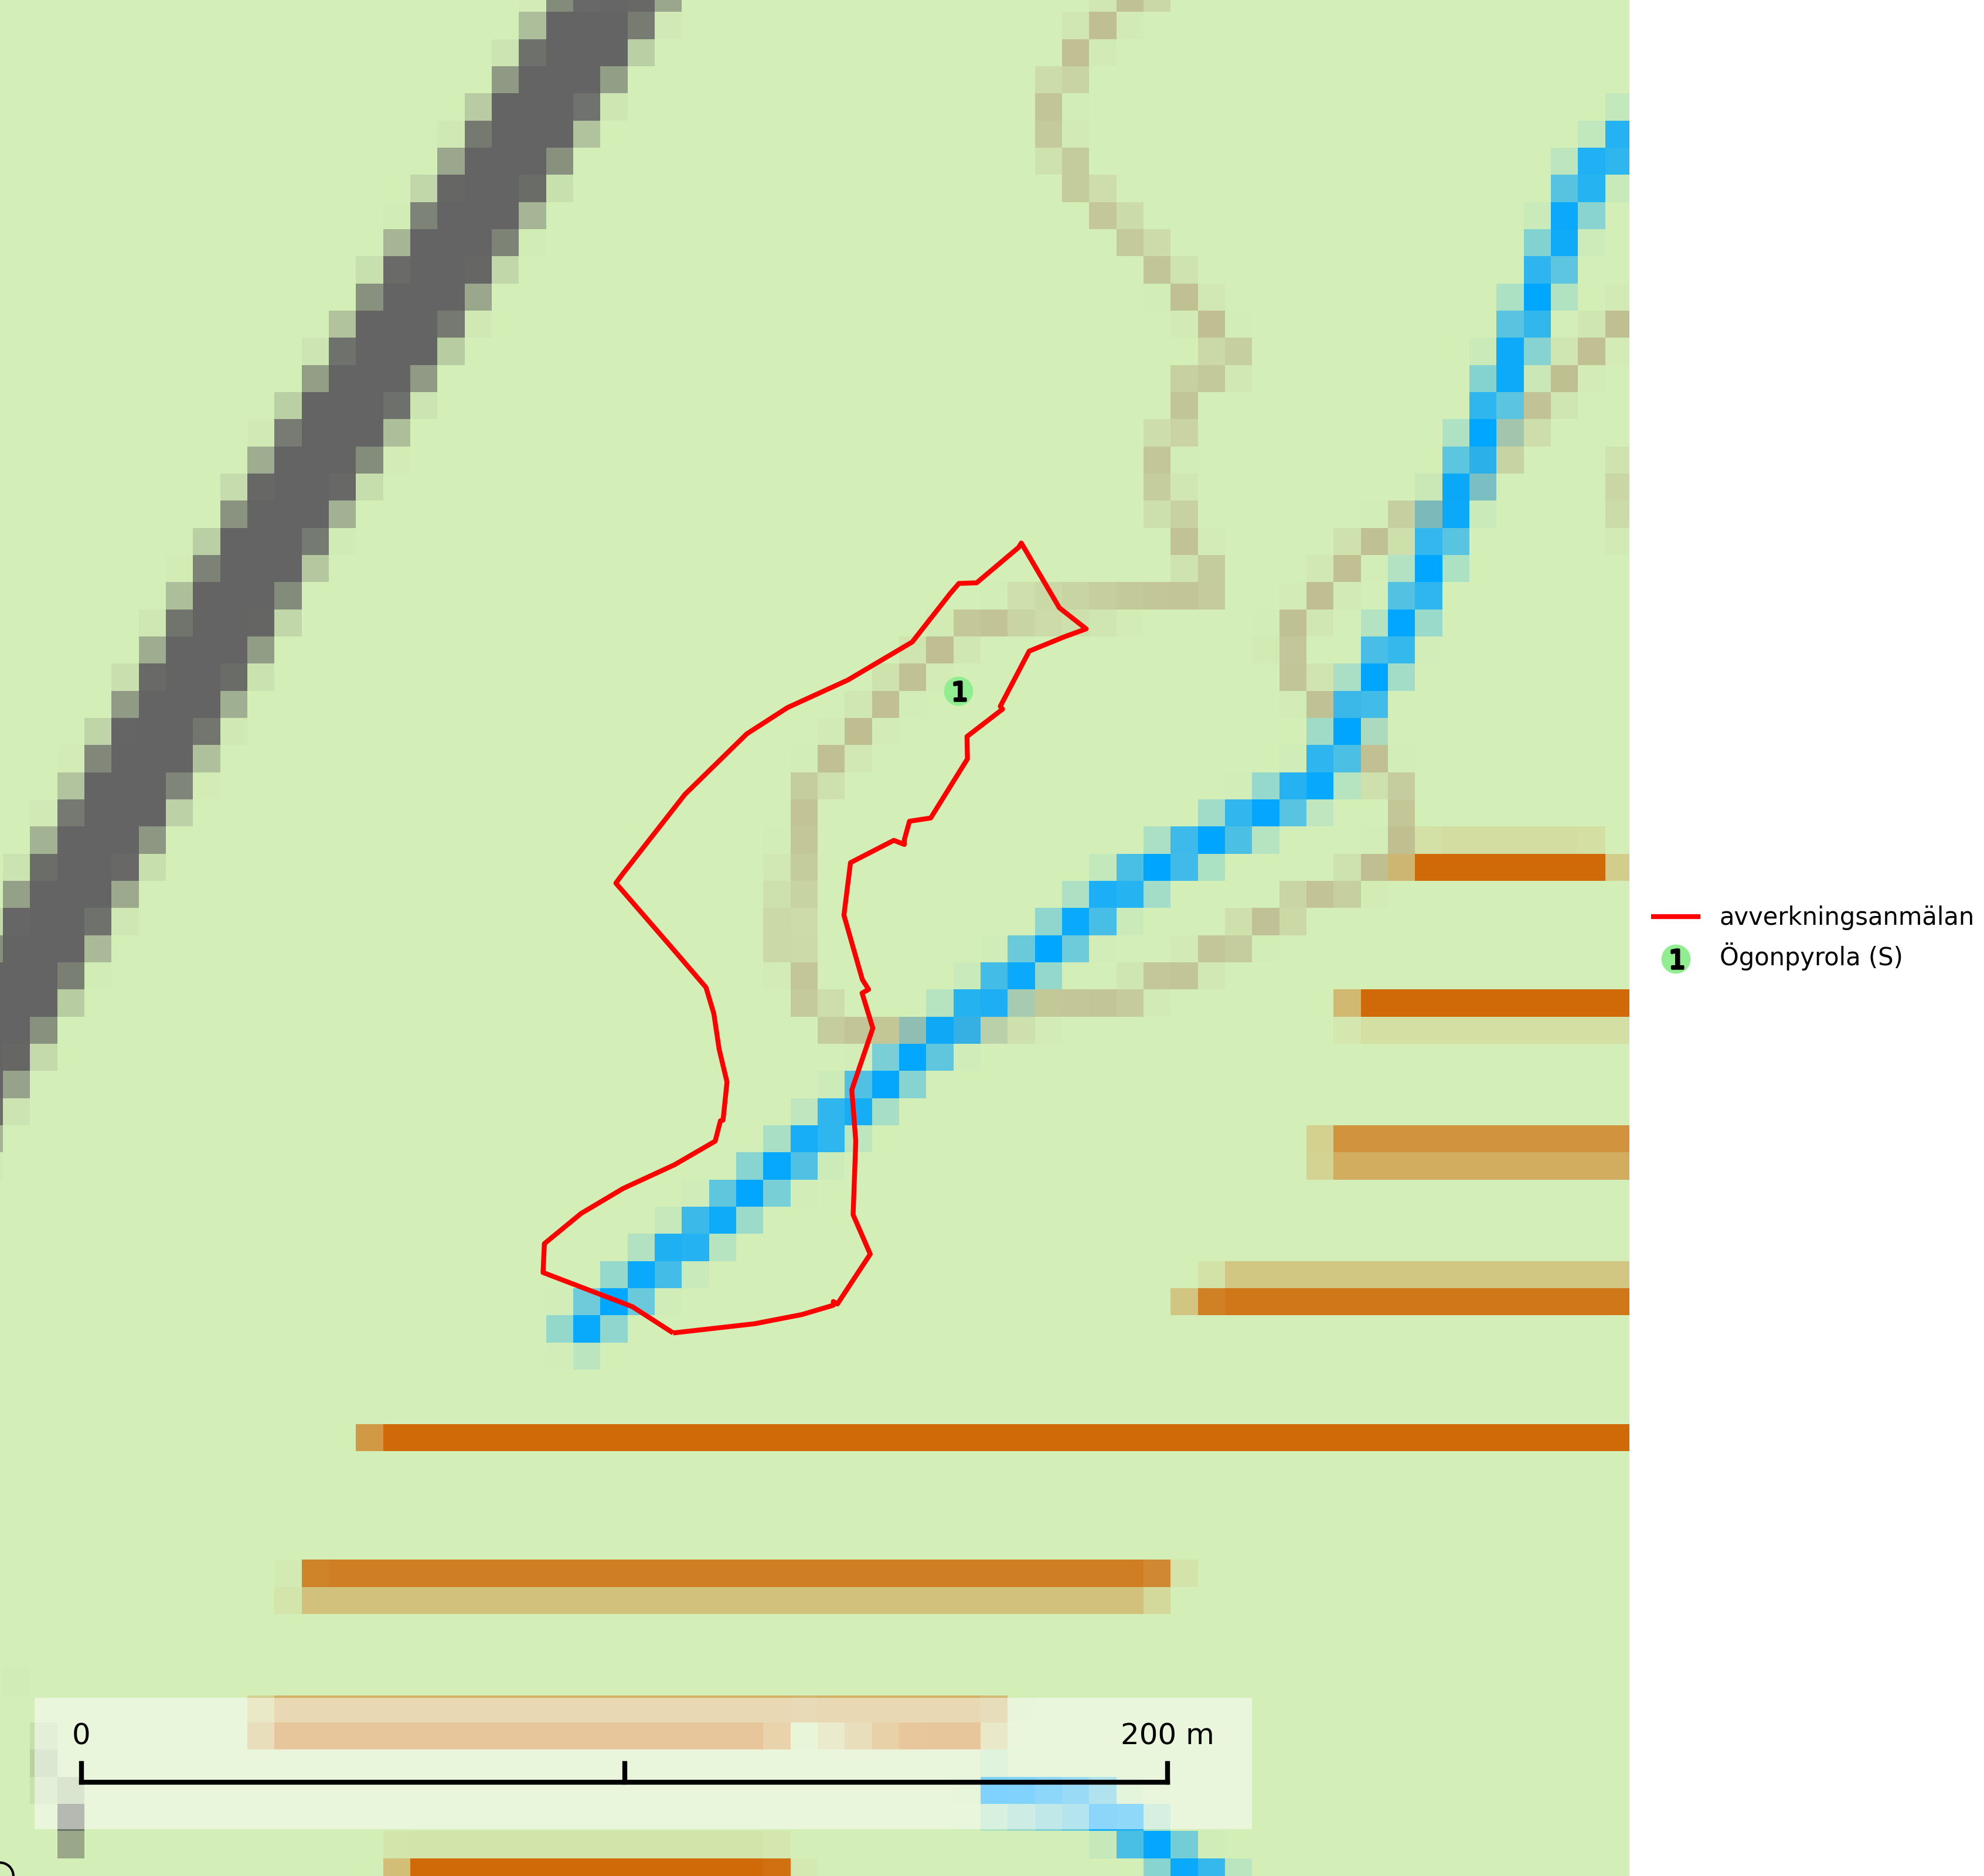 1
avverkningsanmälan
1 Ögonpyrola (S)
0 200 m